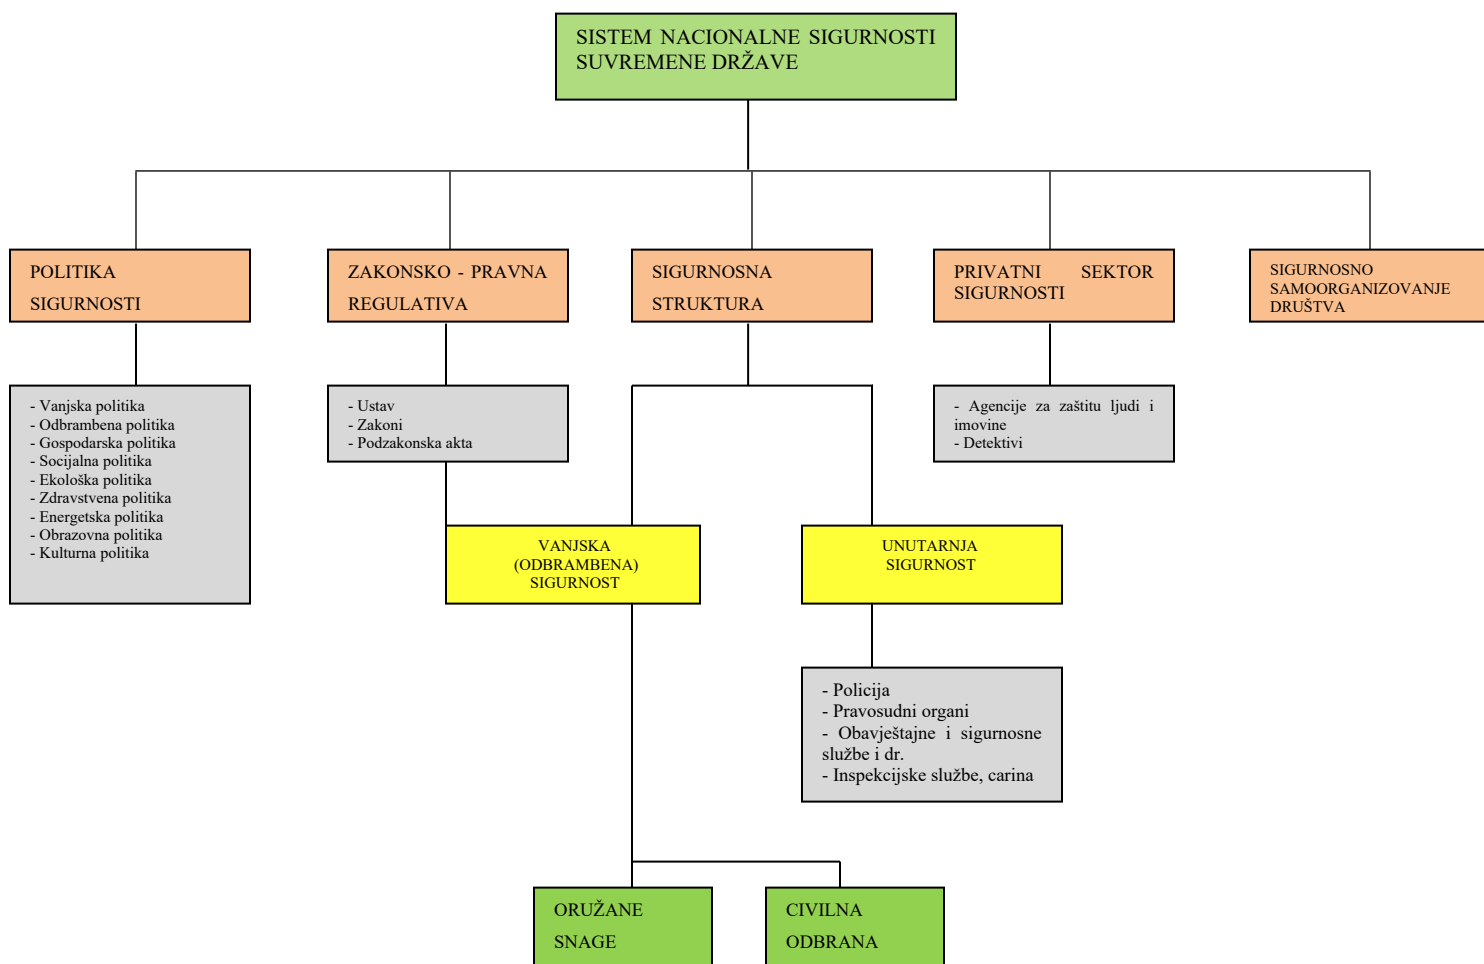 SISTEM NACIONALNE SIGURNOSTI
SUVREMENE DRŽAVE
POLITIKA
SIGURNOSTI
ZAKONSKO - PRAVNA
REGULATIVA
SIGURNOSNA
STRUKTURA
PRIVATNI SEKTOR
SIGURNOSTI
SIGURNOSNO
SAMOORGANIZOVANJE
DRUŠTVA
- Vanjska politika
- Odbrambena politika
- Gospodarska politika
- Socijalna politika
- Ekološka politika
- Zdravstvena politika
- Energetska politika
- Obrazovna politika
- Kulturna politika
- Ustav
- Zakoni
- Podzakonska akta
- Agencije za zaštitu ljudi i
imovine
- Detektivi
VANJSKA
(ODBRAMBENA)
SIGURNOST
UNUTARNJA
SIGURNOST
- Policija
- Pravosudni organi
- Obavještajne i sigurnosne
službe i dr.
- Inspekcijske službe, carina
ORUŽANE
SNAGE
CIVILNA
ODBRANA